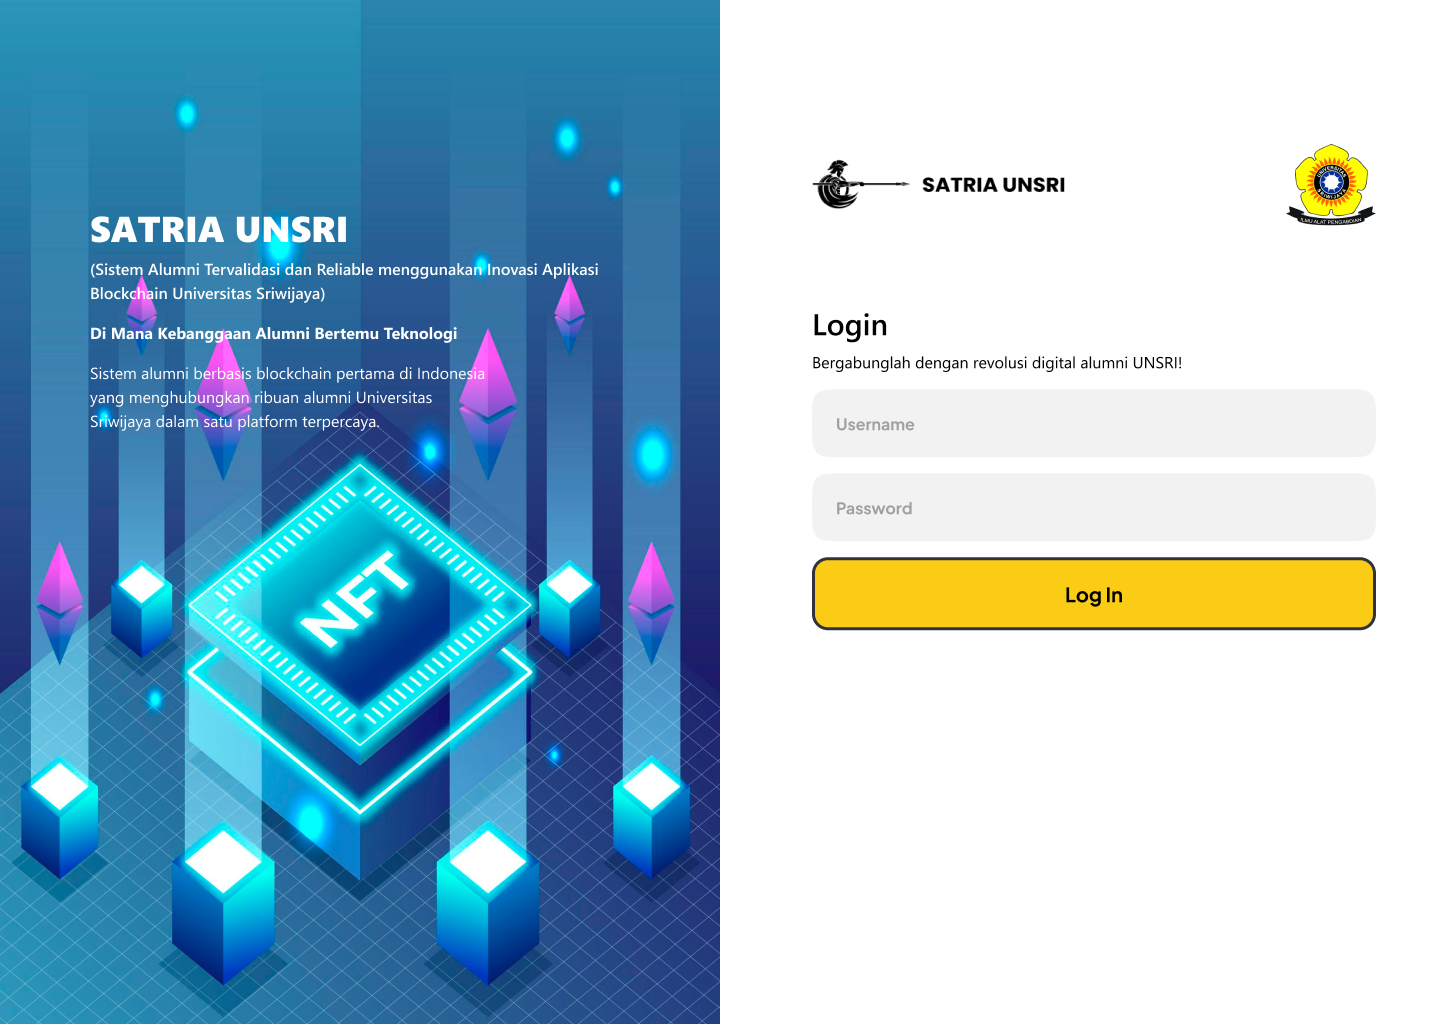 SATRIA UNSRI
(Sistem Alumni Tervalidasi dan Reliable menggunakan Inovasi Aplikasi
Blockchain Universitas Sriwijaya)
Di Mana Kebanggaan Alumni Bertemu Teknologi
Sistem alumni berbasis blockchain pertama di Indonesia
yang menghubungkan ribuan alumni Universitas
Sriwijaya dalam satu platform terpercaya.
NFT
SATRIA UNSRI
UNIVERSITAS
SRIWIJAYA
ILMU ALAT PENGABDIAN
Login
Bergabunglah dengan revolusi digital alumni UNSRI!!
Username
Password
Log In